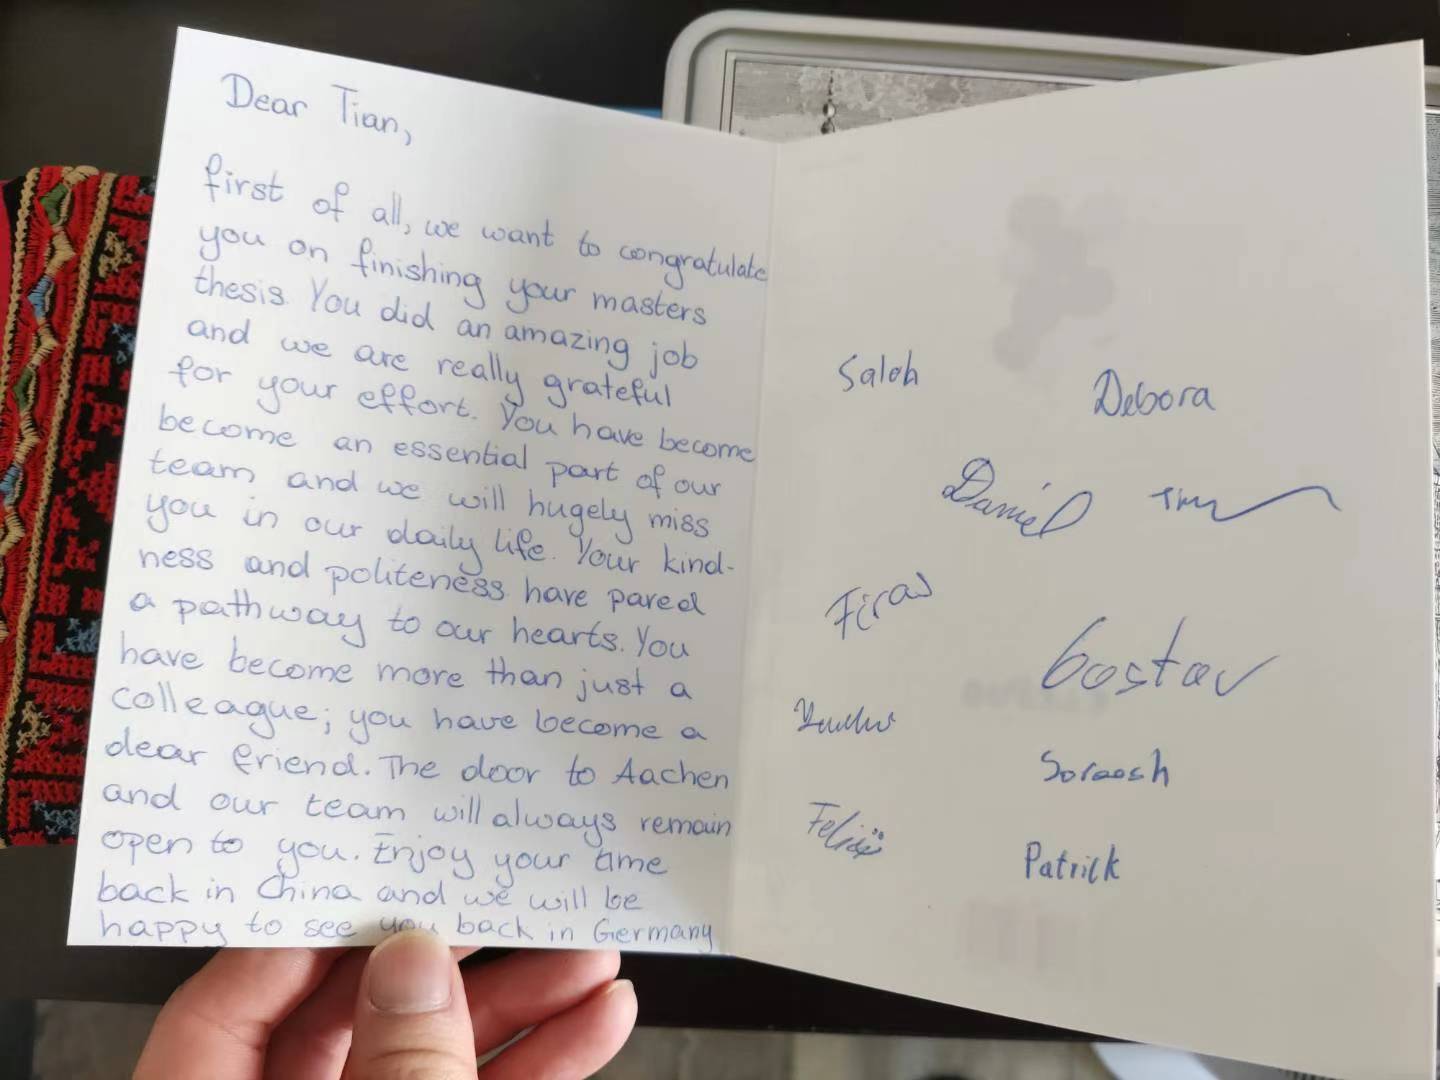 Dear Tian,
first of all, we want to congratulate
you on finishing your masters
thesis. You did an amazing job
and we are really grateful
for your effort. You have become
become an essential part of our
team and we will hugely miss
you in our daily life. Your kind-
ness and politeness have paved
a pathway to our hearts. You
have become more than just a
colleague; you have become a
dear friend. The door to Aachen
and our team will always remain
open to you. Enjoy your time
back in China and we will be
happy to see you back in Germany
Saleh
Debora
Daniel
Firas
Gustav
Soroosh
Felix
Patrick